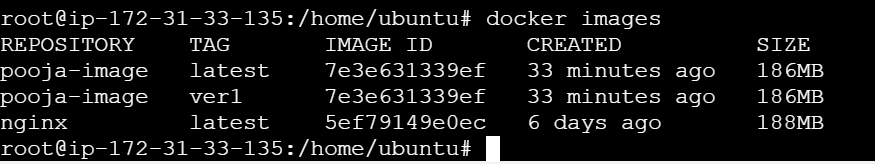 root@ip-172-31-33-135:/home/ubuntu# docker images
REPOSITORY    TAG       IMAGE ID       CREATED          SIZE
pooja-image   latest    7e3e631339ef   33 minutes ago   186MB
pooja-image   ver1      7e3e631339ef   33 minutes ago   186MB
nginx         latest    5ef79149e0ec   6 days ago       188MB
root@ip-172-31-33-135:/home/ubuntu#